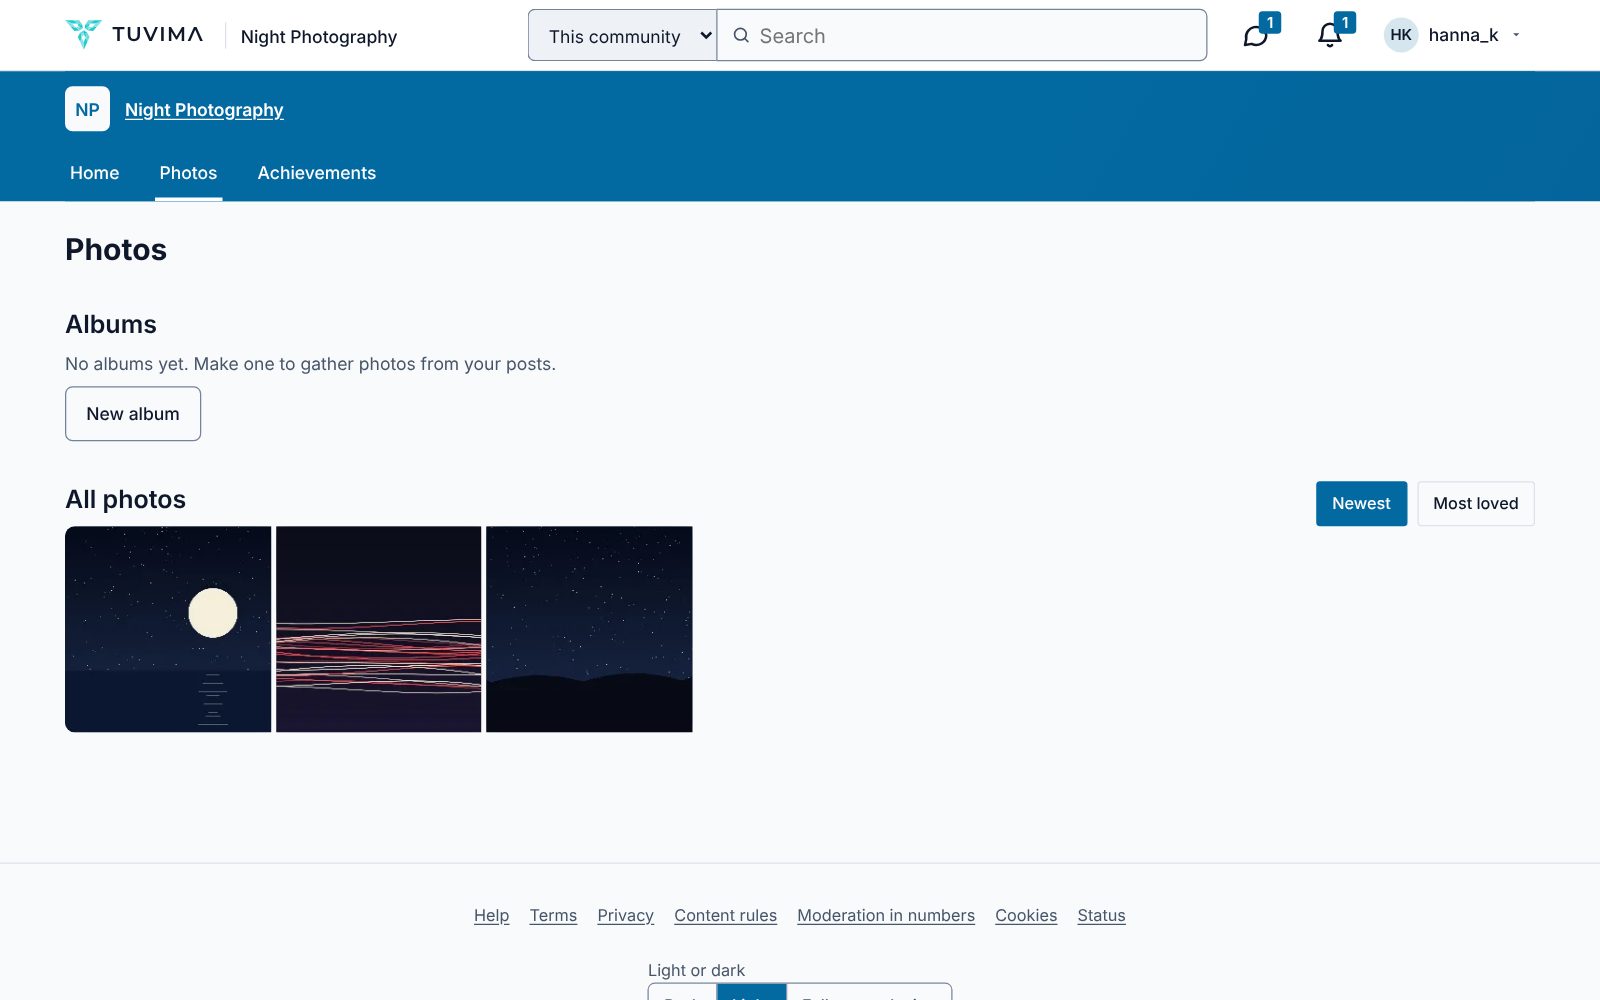 TUVIMA
Night Photography
This community
Search
1
1
HK
hanna_k
NP
Night Photography
Home
Photos
Achievements
Photos
Albums
No albums yet. Make one to gather photos from your posts.
New album
All photos
Newest
Most loved
Help
Terms
Privacy
Content rules
Moderation in numbers
Cookies
Status
Light or dark